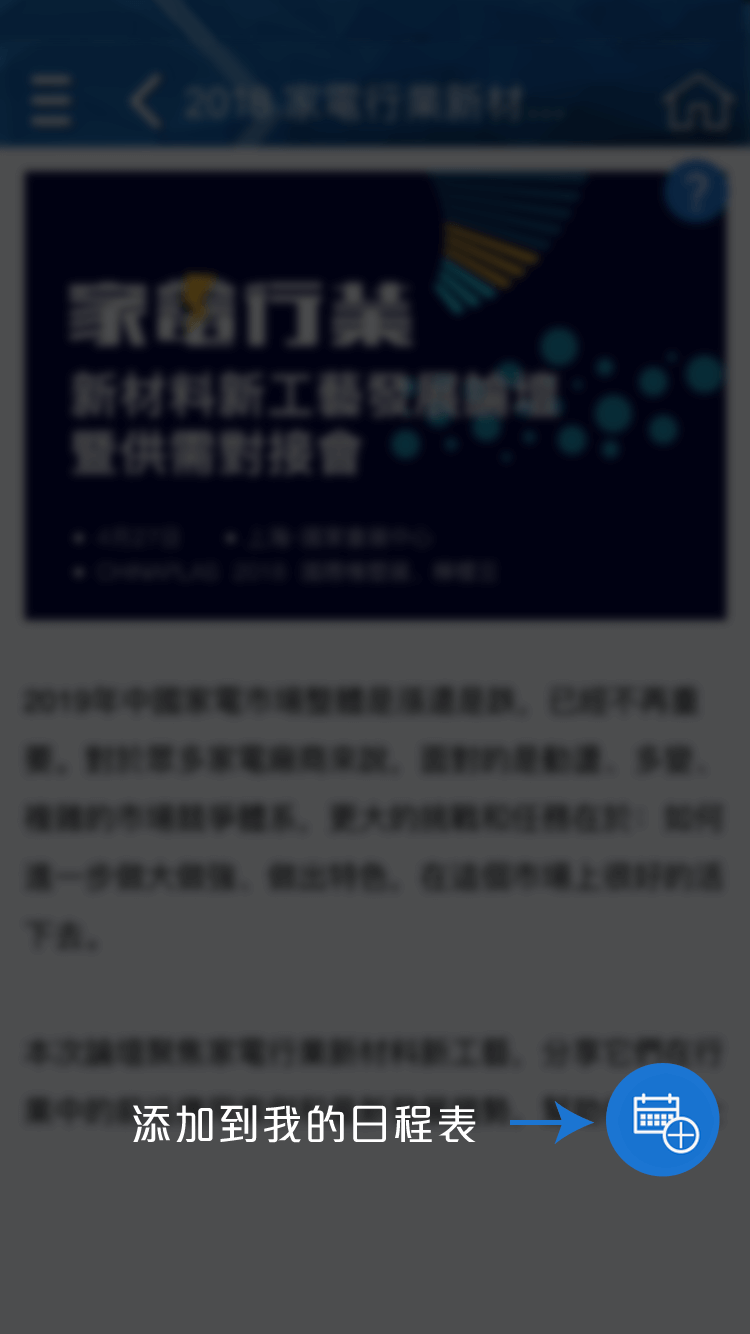 2019 家電行業新材...
?
家電行業
新材料新工藝發展論壇
暨供需對接會
2019年中國家電市場整體是漲還是跌，已經不再重
要。對於眾多家電廠商來說，面對的是動盪、多變、
複雜的市場競爭體系，更大的挑戰和任務在於：如何
進一步做大做強、做出特色，在這個市場上很好的活
下去。
本次論壇聚焦家電行業新材料新工藝，分享它們在行
業中的
添加到我的日程表